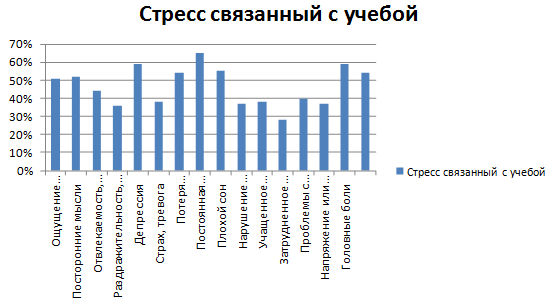 Стресс связанный с учебой
70%
60%
50%
40%
30%
20%
10%
0%
Ощущение...
Посторонние мысли
Отвлекаемость,...
Раздражительность,...
Депрессия
Страх, тревога
Потеря...
Постоянная...
Плохой сон
Нарушение...
Учащенное...
Затрудненное...
Проблемы с...
Напряжение или...
Головные боли
Стресс связанный с учебой